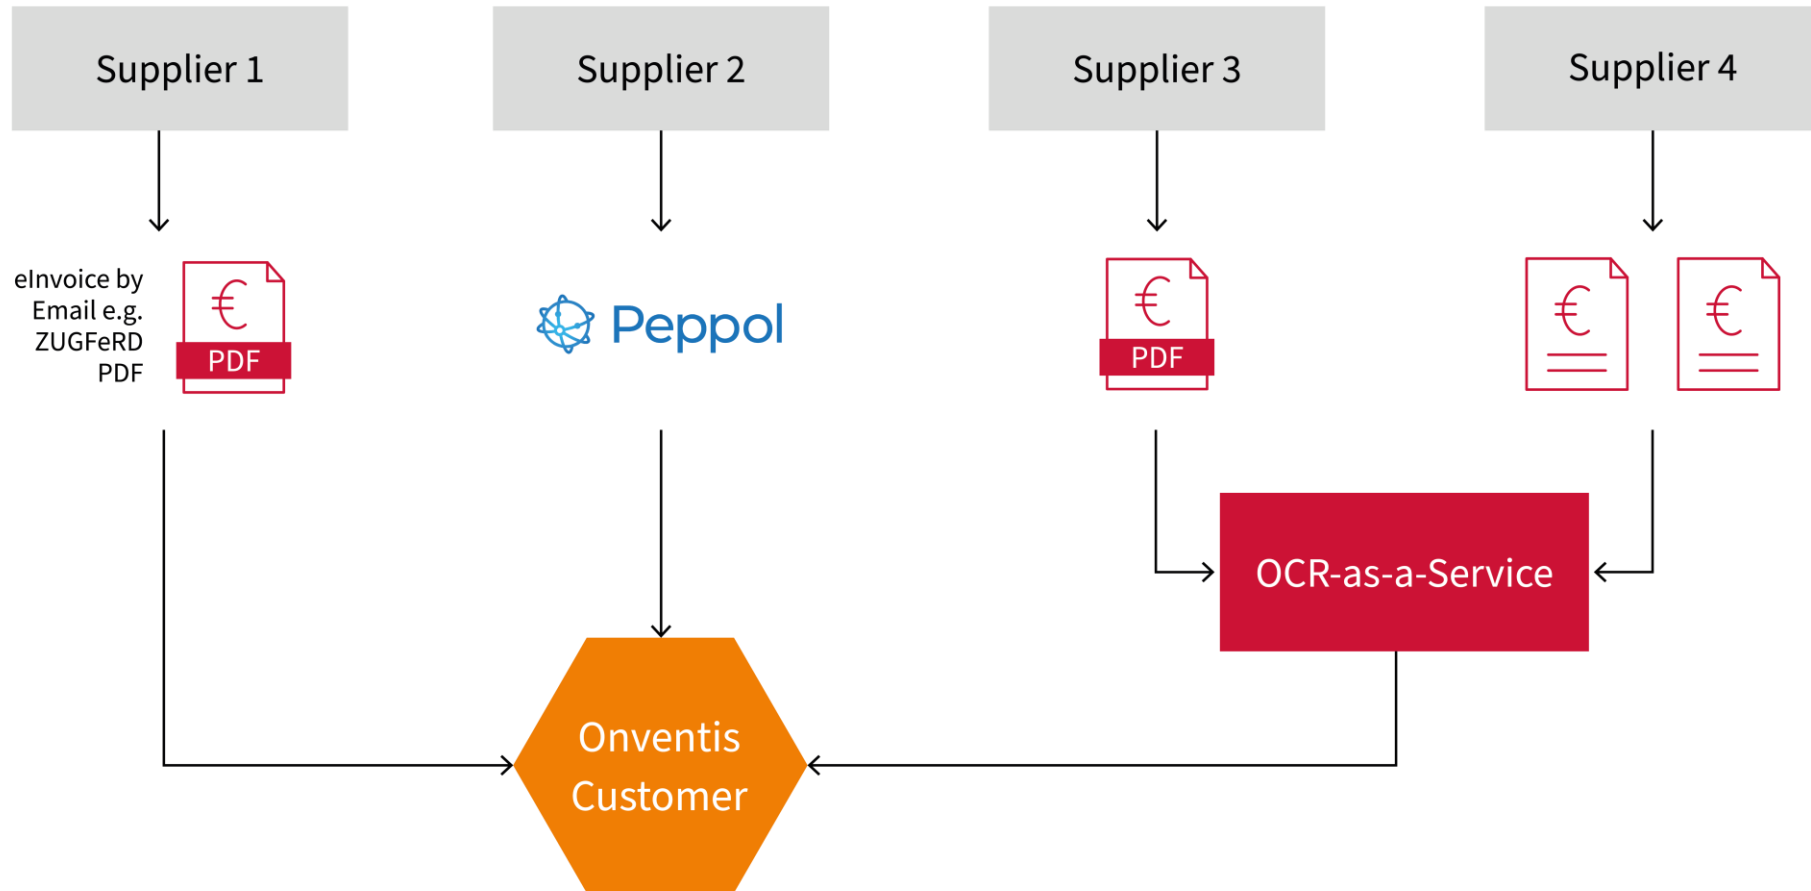 Supplier 1
Supplier 2
Supplier 3
Supplier 4
eInvoice by
Email e.g.
ZUGFeRD
PDF
€
PDF
Peppol
€
PDF
€
€
OCR-as-a-Service
Onventis
Customer